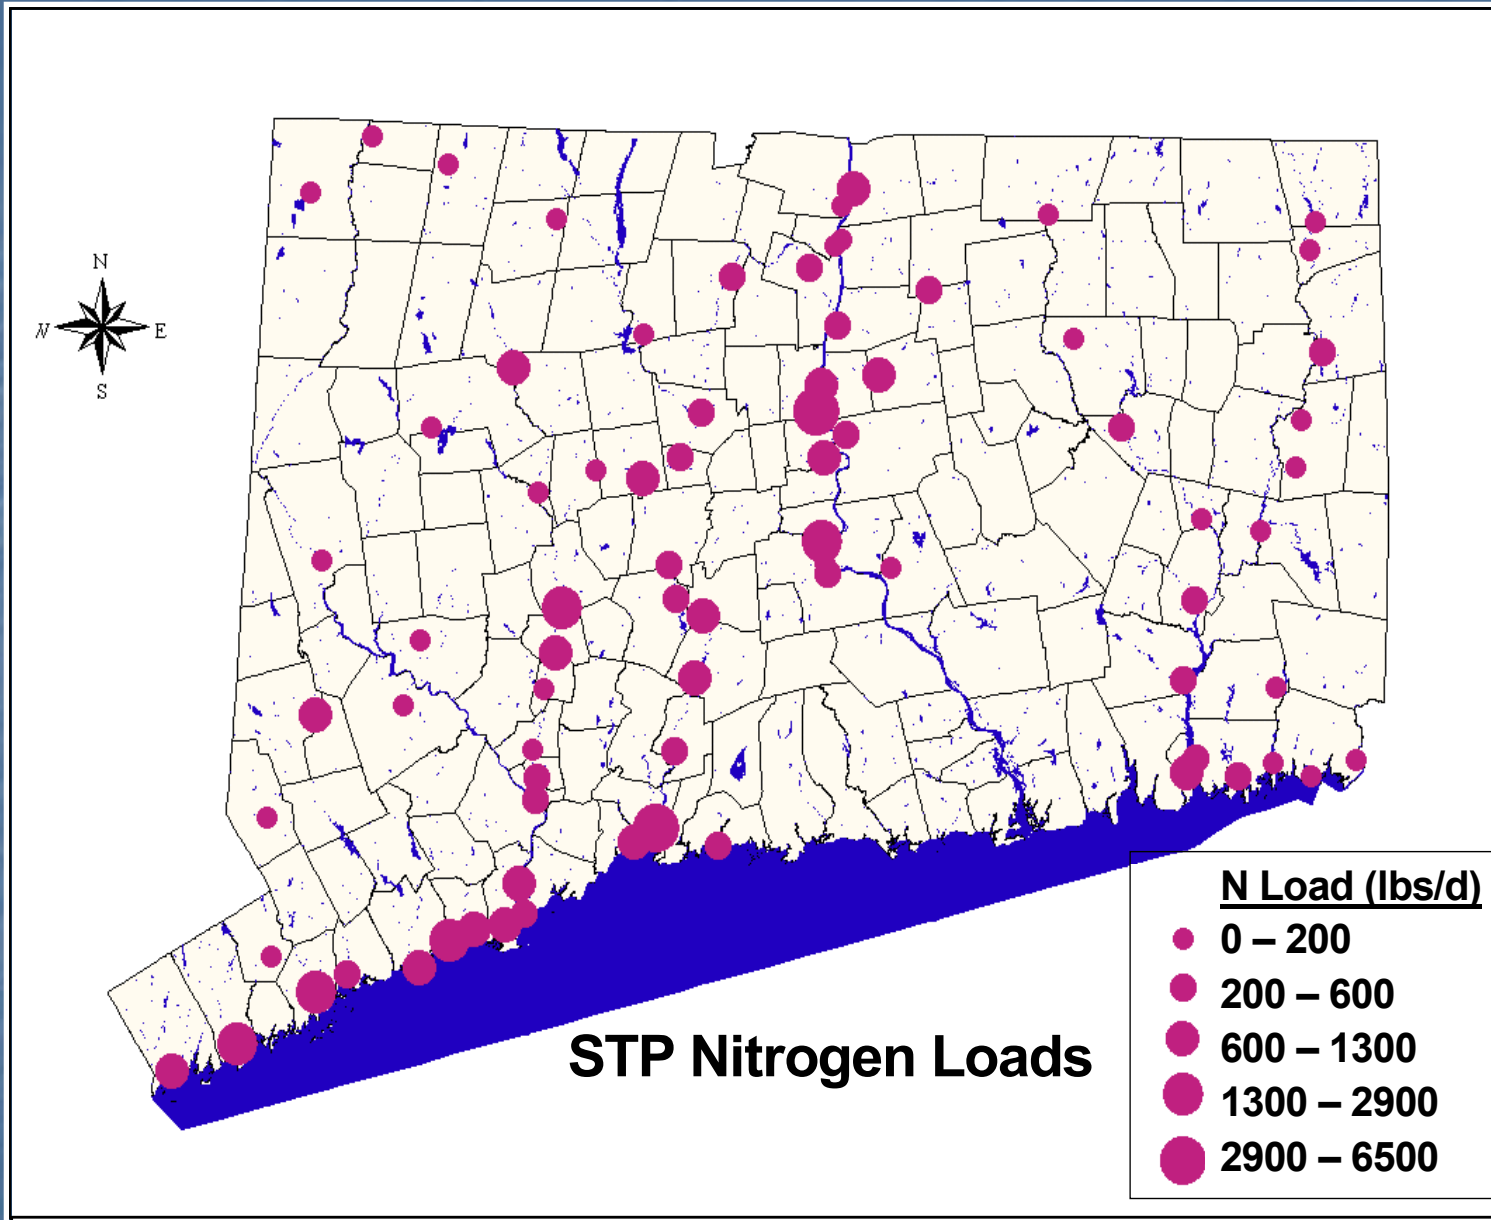 N
W E
S
N Load (lbs/d)
0 – 200
200 – 600
600 – 1300
1300 – 2900
2900 – 6500
STP Nitrogen Loads